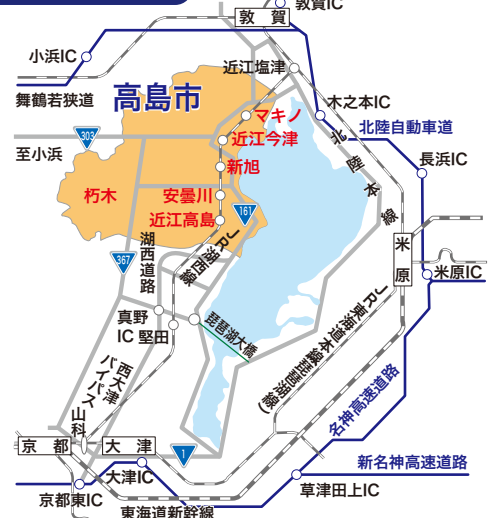 敦賀IC
敦賀
小浜IC
近江塩津
舞鶴若狭道
高島市
木之本IC
マキノ
北陸自動車道
303
近江今津
北陸本線
至小浜
新旭
長浜IC
朽木
安曇川
161
近江高島
JR湖西線
湖西道路
米原
367
米原IC
真野IC
堅田
琵琶湖大橋
JR東海道本線(琵琶湖線)
西大津バイパス
山科
名神高速道路
京都
大津
1
新名神高速道路
大津IC
京都東IC
草津田上IC
東海道新幹線